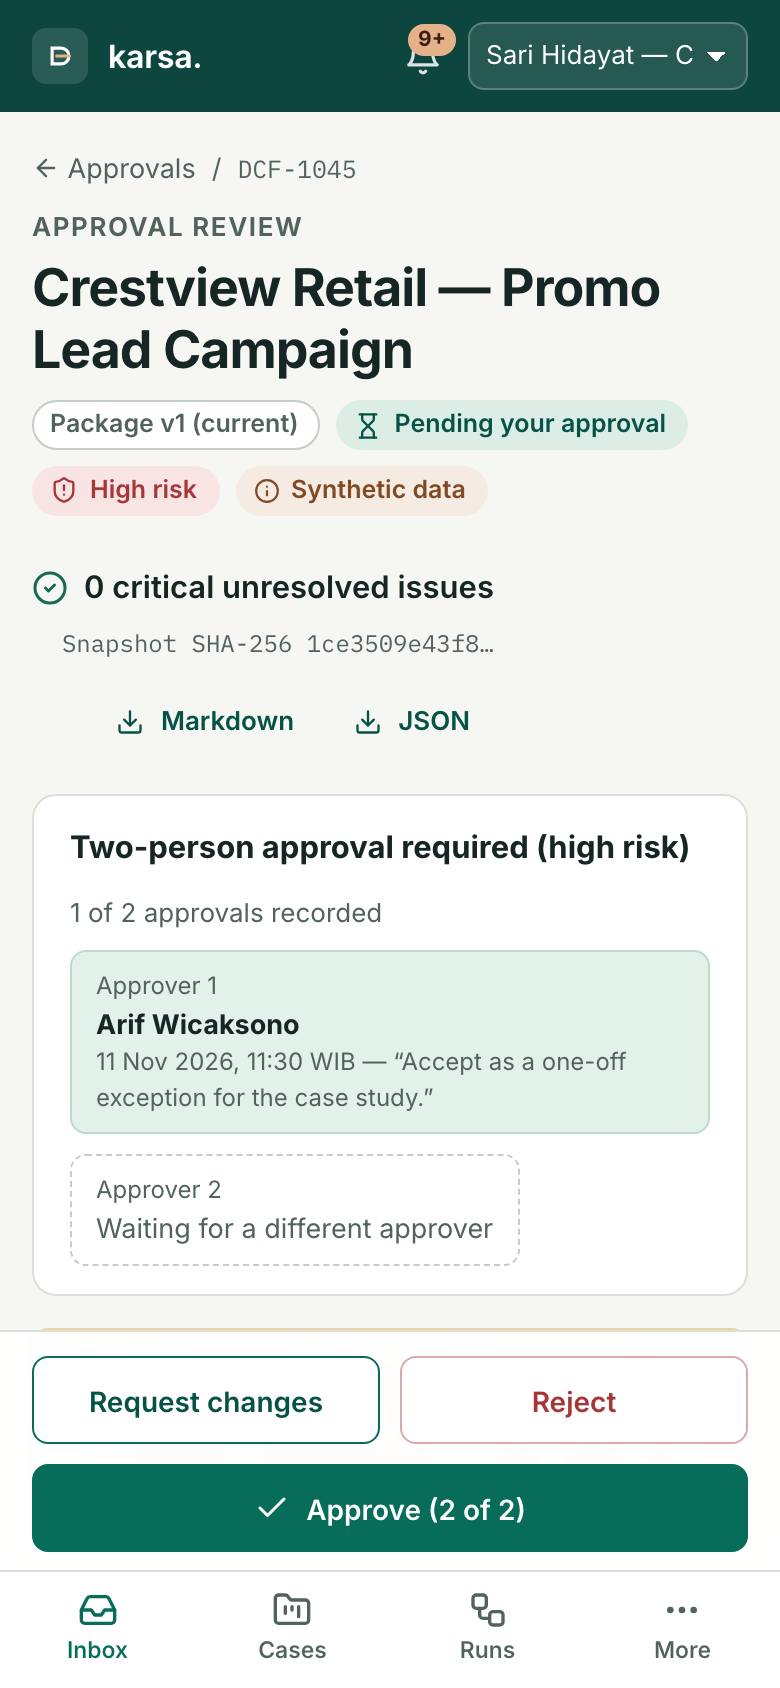 karsa.
9+
Sari Hidayat — C
Approvals / DCF-1045
APPROVAL REVIEW
Crestview Retail — Promo
Lead Campaign
Package v1 (current)
Pending your approval
High risk
Synthetic data
0 critical unresolved issues
Snapshot SHA-256 1ce3509e43f8…
Markdown
JSON
Two-person approval required (high risk)
1 of 2 approvals recorded
Approver 1
Arif Wicaksono
11 Nov 2026, 11:30 WIB — “Accept as a one-off
exception for the case study.”
Approver 2
Waiting for a different approver
Request changes
Reject
Approve (2 of 2)
Inbox
Cases
Runs
More